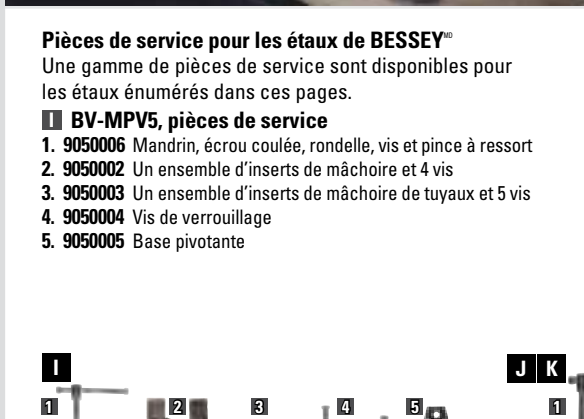 Pièces de service pour les étaux de BESSEY MD
Une gamme de pièces de service sont disponibles pour
les étaux énumérés dans ces pages.
I BV-MPV5, pièces de service
1. 9050006 Mandrin, écrou coulée, rondelle, vis et pince à ressort
2. 9050002 Un ensemble d'inserts de mâchoire et 4 vis
3. 9050003 Un ensemble d'inserts de mâchoire de tuyaux et 5 vis
4. 9050004 Vis de verrouillage
5. 9050005 Base pivotante
I J K
1 2 3 4 5 1